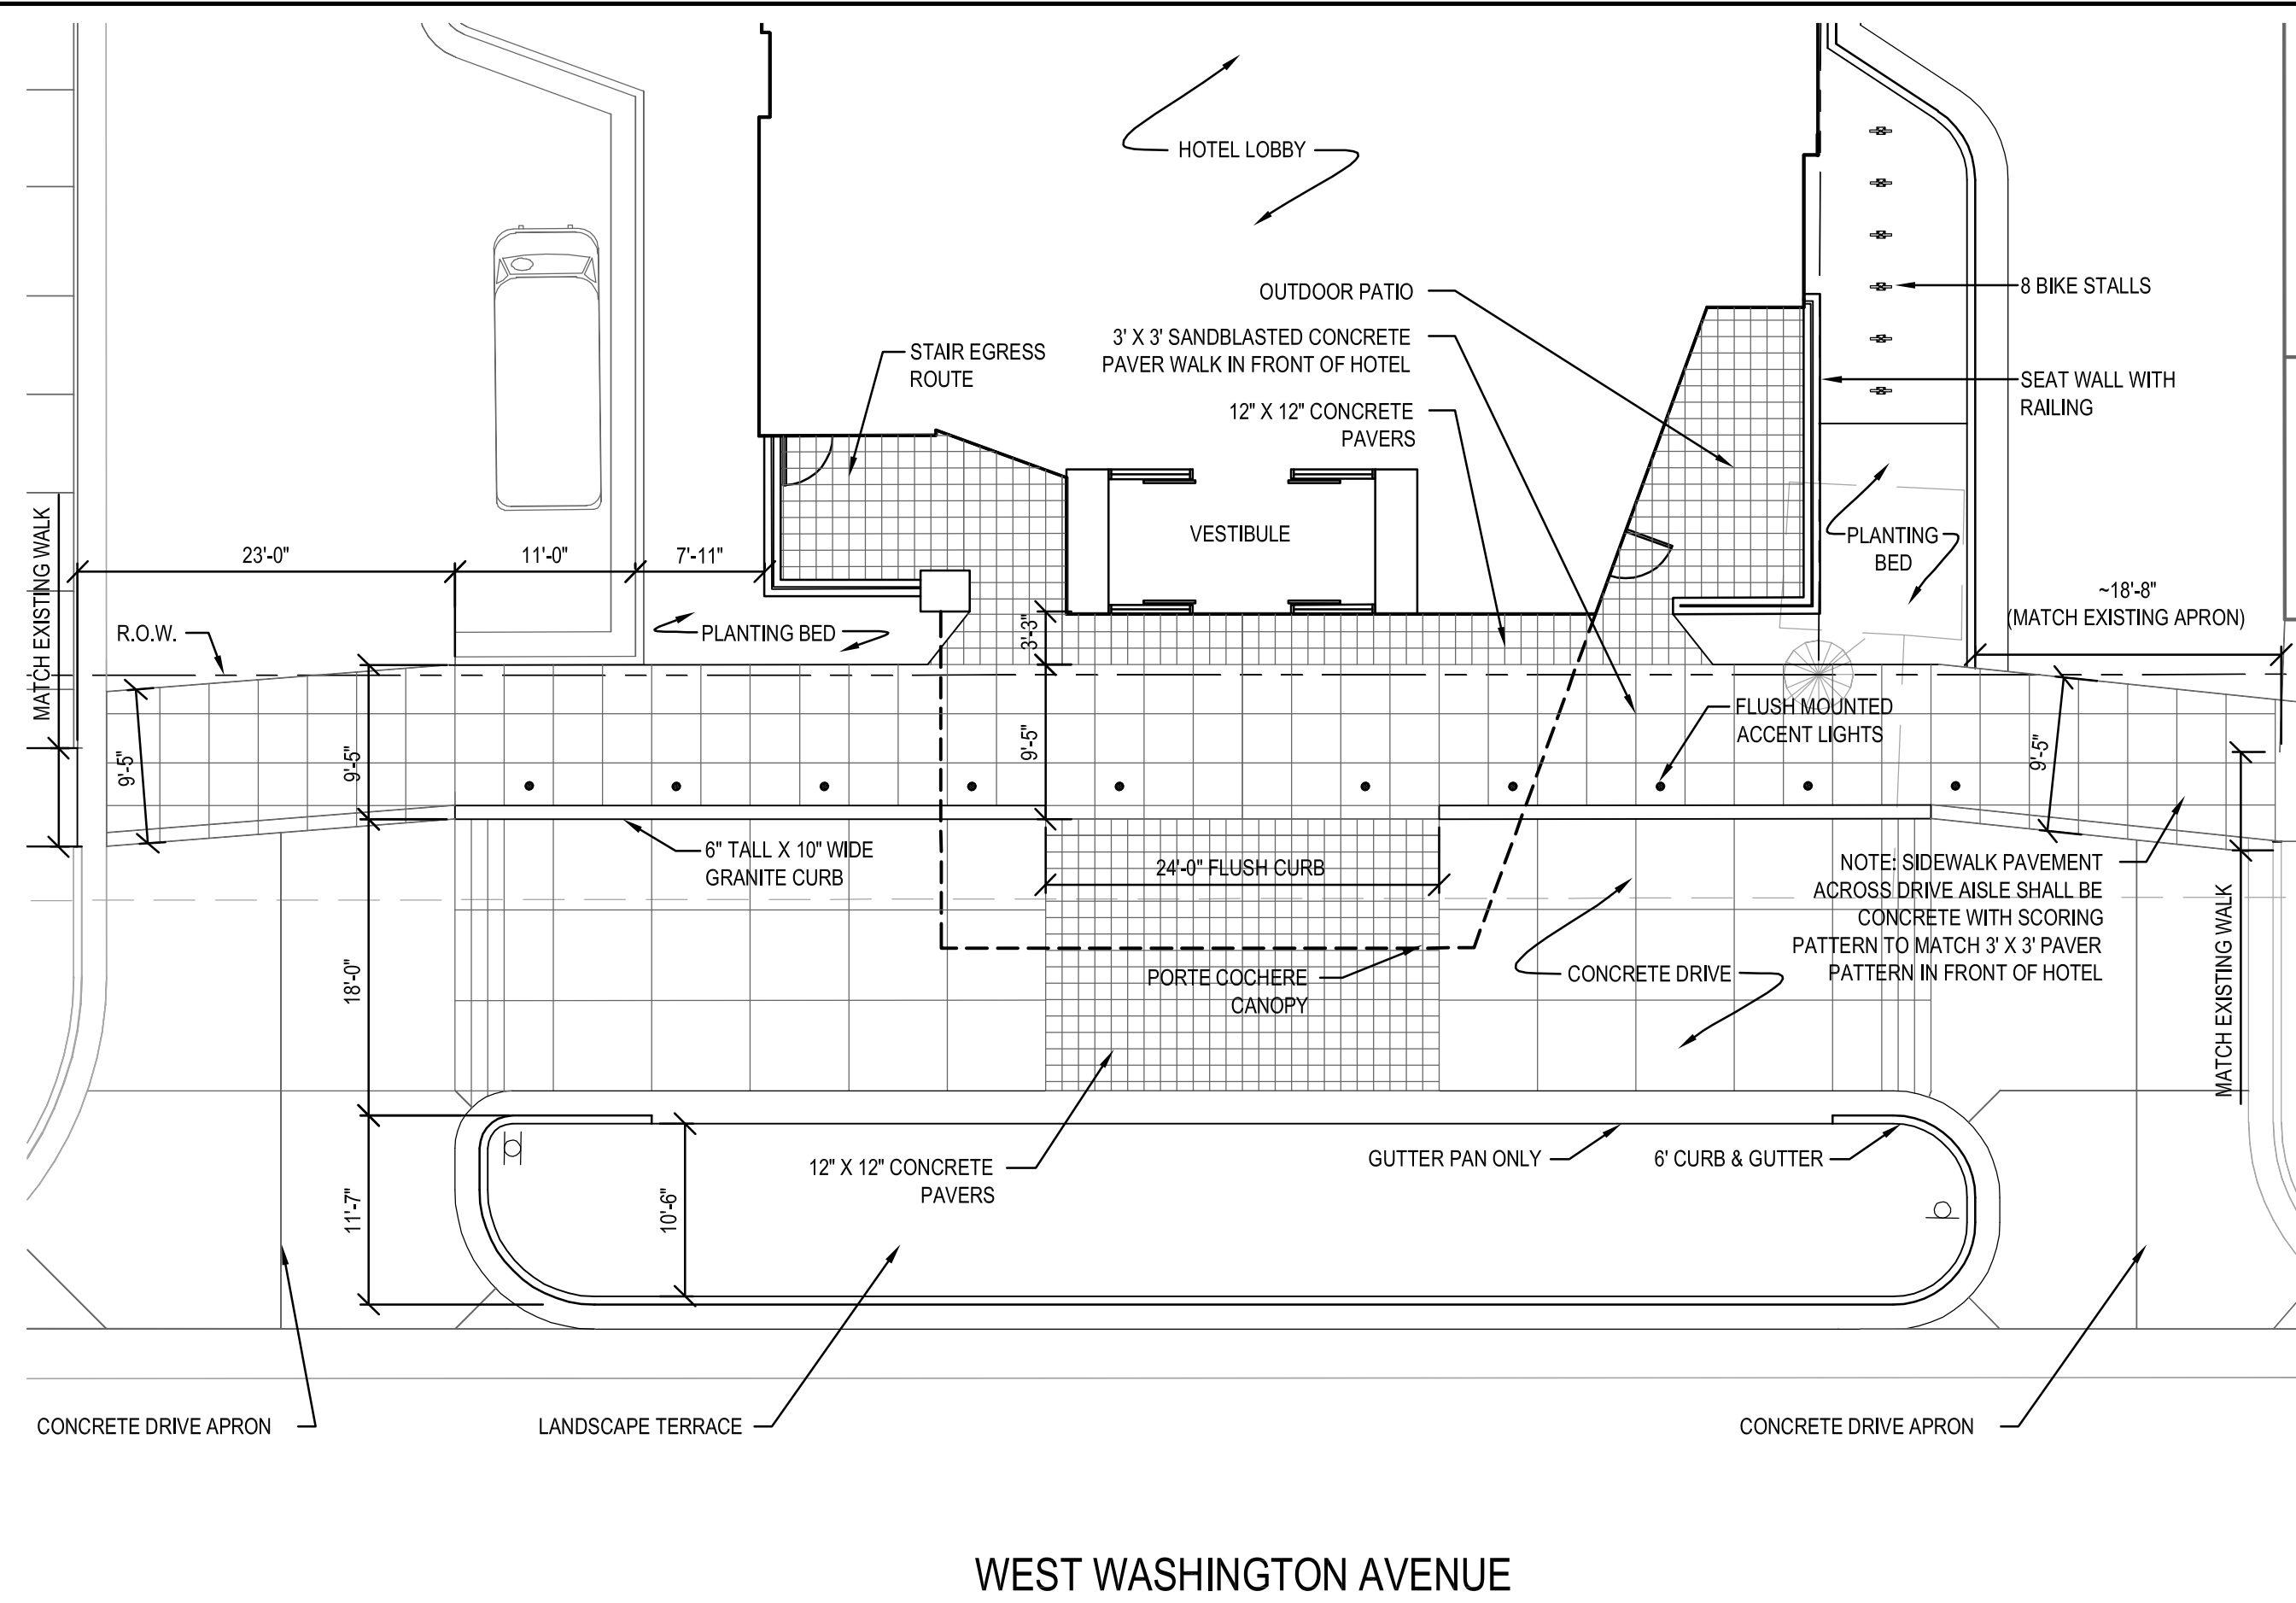 HOTEL LOBBY
OUTDOOR PATIO
8 BIKE STALLS
3' X 3' SANDBLASTED CONCRETE
PAVER WALK IN FRONT OF HOTEL
STAIR EGRESS
ROUTE
SEAT WALL WITH
RAILING
12" X 12" CONCRETE
PAVERS
VESTIBULE
PLANTING
BED
MATCH EXISTING WALK
23'-0"
11'-0"
7'-11"
~18'-8"
(MATCH EXISTING APRON)
R.O.W.
PLANTING BED
3'-3"
FLUSH MOUNTED
ACCENT LIGHTS
9'-5"
9'-5"
9'-5"
9'-5"
6" TALL X 10" WIDE
GRANITE CURB
24'-0" FLUSH CURB
NOTE: SIDEWALK PAVEMENT
ACROSS DRIVE AISLE SHALL BE
CONCRETE WITH SCORING
PATTERN TO MATCH 3' X 3' PAVER
PATTERN IN FRONT OF HOTEL
18'-0"
PORTE COCHERE
CANOPY
CONCRETE DRIVE
MATCH EXISTING WALK
12" X 12" CONCRETE
PAVERS
GUTTER PAN ONLY
6' CURB & GUTTER
11'-7"
10'-6"
CONCRETE DRIVE APRON
LANDSCAPE TERRACE
CONCRETE DRIVE APRON
WEST WASHINGTON AVENUE